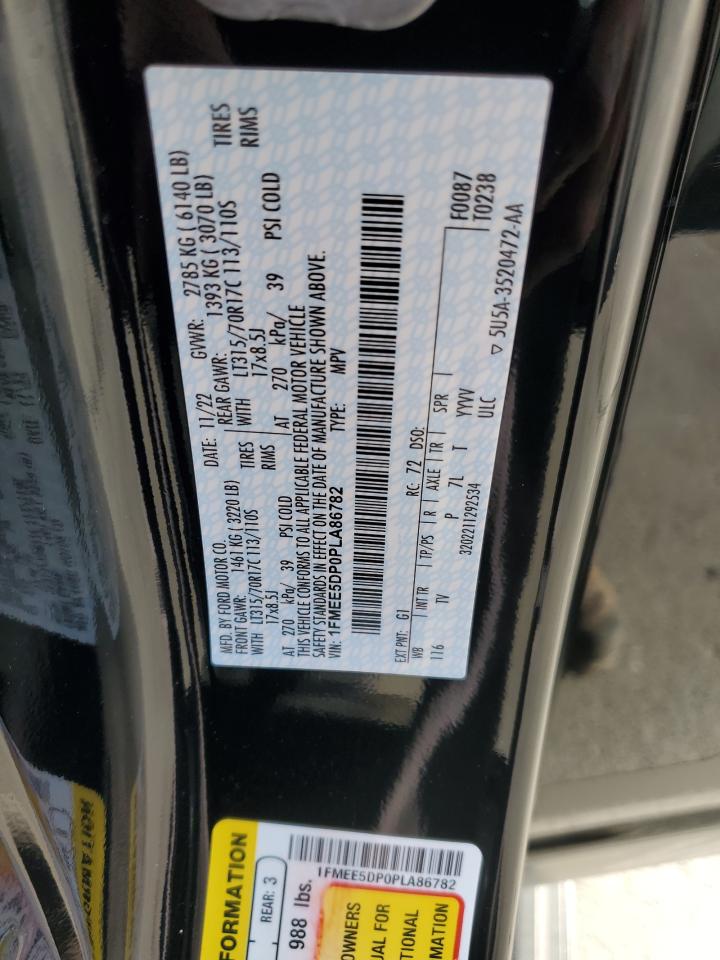 MFD. BY FORD MOTOR CO.
DATE: 11/22 GVWR: 2785 KG ( 6140 LB)
FRONT GAWR: 1461 KG ( 3220 LB) REAR GAWR: 1393 KG ( 3070 LB)
WITH LT315/70R17C 113/110S TIRES WITH LT315/70R17C 113/110S TIRES
17x8.5J RIMS 17x8.5J RIMS
AT 270 kPa/ 39 PSI COLD AT 270 kPa/ 39 PSI COLD
THIS VEHICLE CONFORMS TO ALL APPLICABLE FEDERAL MOTOR VEHICLE
SAFETY STANDARDS IN EFFECT ON THE DATE OF MANUFACTURE SHOWN ABOVE.
VIN: 1FMEE5DP0PLA86782 TYPE: MPV
EXT PNT: G1 RC: 72 DSO:
WB INT TR TP/PS R AXLE TR SPR
116 TV P 7L T YYVV
3202211292534 ULC
F0087
T0238
▽ 5U5A-3520472-AA
FORMATION
REAR: 3
988 lbs.
1FMEE5DP0PLA86782
OWNERS
UAL FOR
TIONAL
MATION